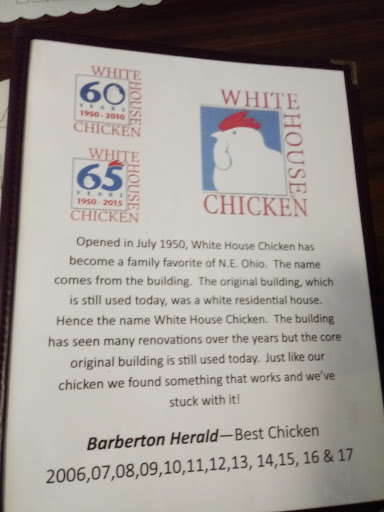 WHITE
HOUSE
60
YEARS
1950 - 2010
CHICKEN
WHITE
HOUSE
65
YEARS
1950 - 2015
CHICKEN
WHITE
HOUSE
CHICKEN
Opened in July 1950, White House Chicken has
become a family favorite of N.E. Ohio. The name
comes from the building. The original building, which
is still used today, was a white residential house.
Hence the name White House Chicken. The building
has seen many renovations over the years but the core
original building is still used today. Just like our
chicken we found something that works and we've
stuck with it!
Barberton Herald—Best Chicken
2006,07,08,09,10,11,12,13, 14,15, 16 & 17